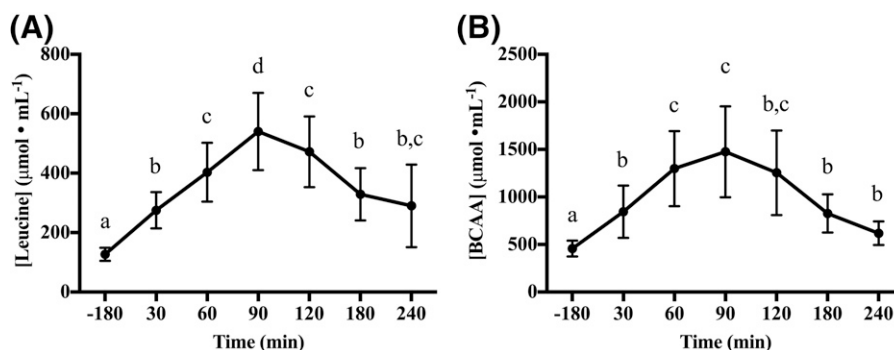 (A)
[Leucine] (μmol • mL⁻¹)
800
600
400
200
0
a
b
c
d
c
b
b,c
-180 30 60 90 120 180 240
Time (min)
(B)
[BCAA] (μmol •mL⁻¹)
2500
2000
1500
1000
500
0
a
b
c
c
b,c
b
b
-180 30 60 90 120 180 240
Time (min)